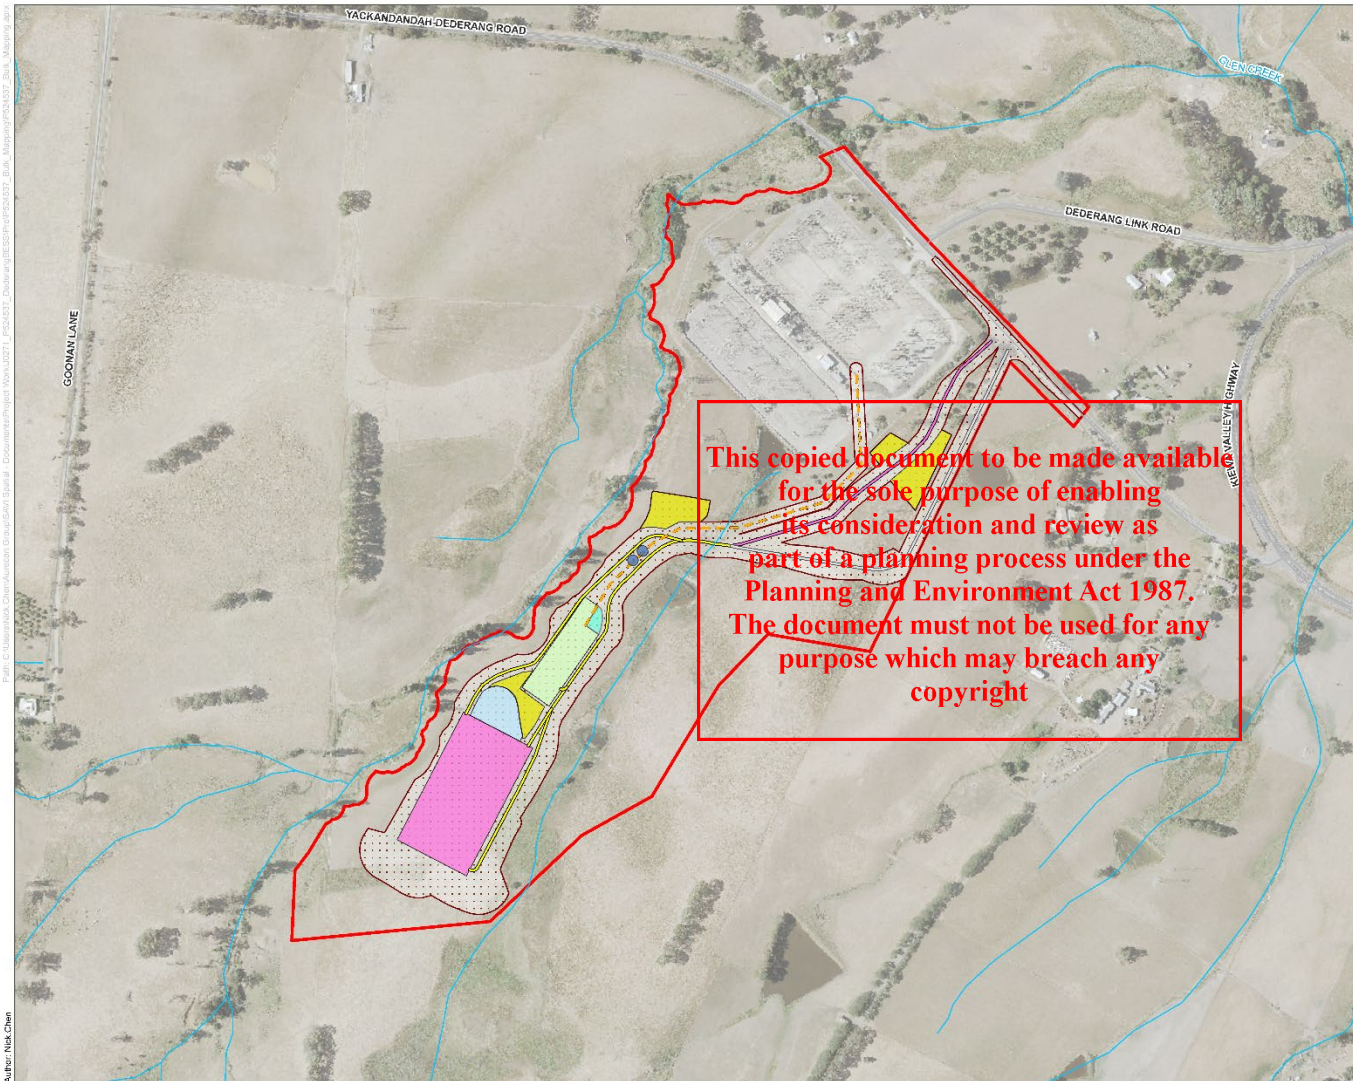 YACKANDANDAH-DEDERANG ROAD
GLEN CREEK
DEDERANG LINK ROAD
GOONAN LANE
KIEWA VALLEY HIGHWAY
This copied document to be made available
for the sole purpose of enabling
its consideration and review as
part of a planning process under the
Planning and Environment Act 1987.
The document must not be used for any
purpose which may breach any
copyright
Author: Nick.Chen